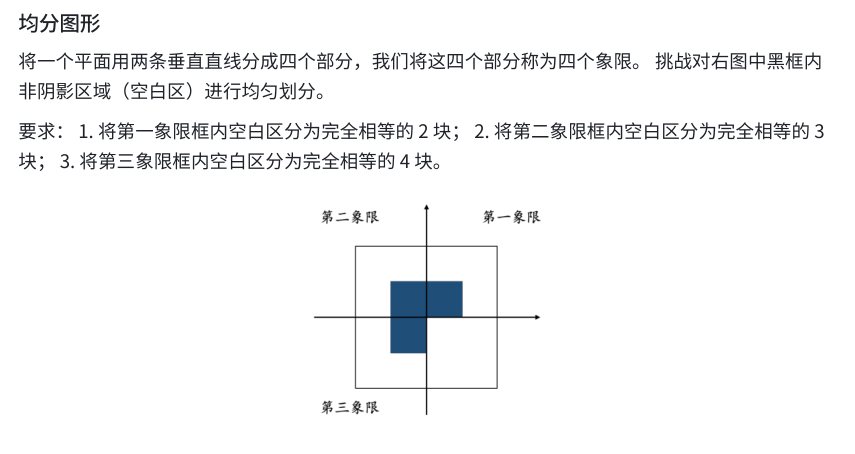 均分图形
将一个平面用两条垂直直线分成四个部分，我们将这四个部分称为四个象限。 挑战对右图中黑框内
非阴影区域（空白区）进行均匀划分。
要求： 1. 将第一象限框内空白区分为完全相等的 2 块； 2. 将第二象限框内空白区分为完全相等的 3
块； 3. 将第三象限框内空白区分为完全相等的 4 块。
第二象限 第一象限
第三象限